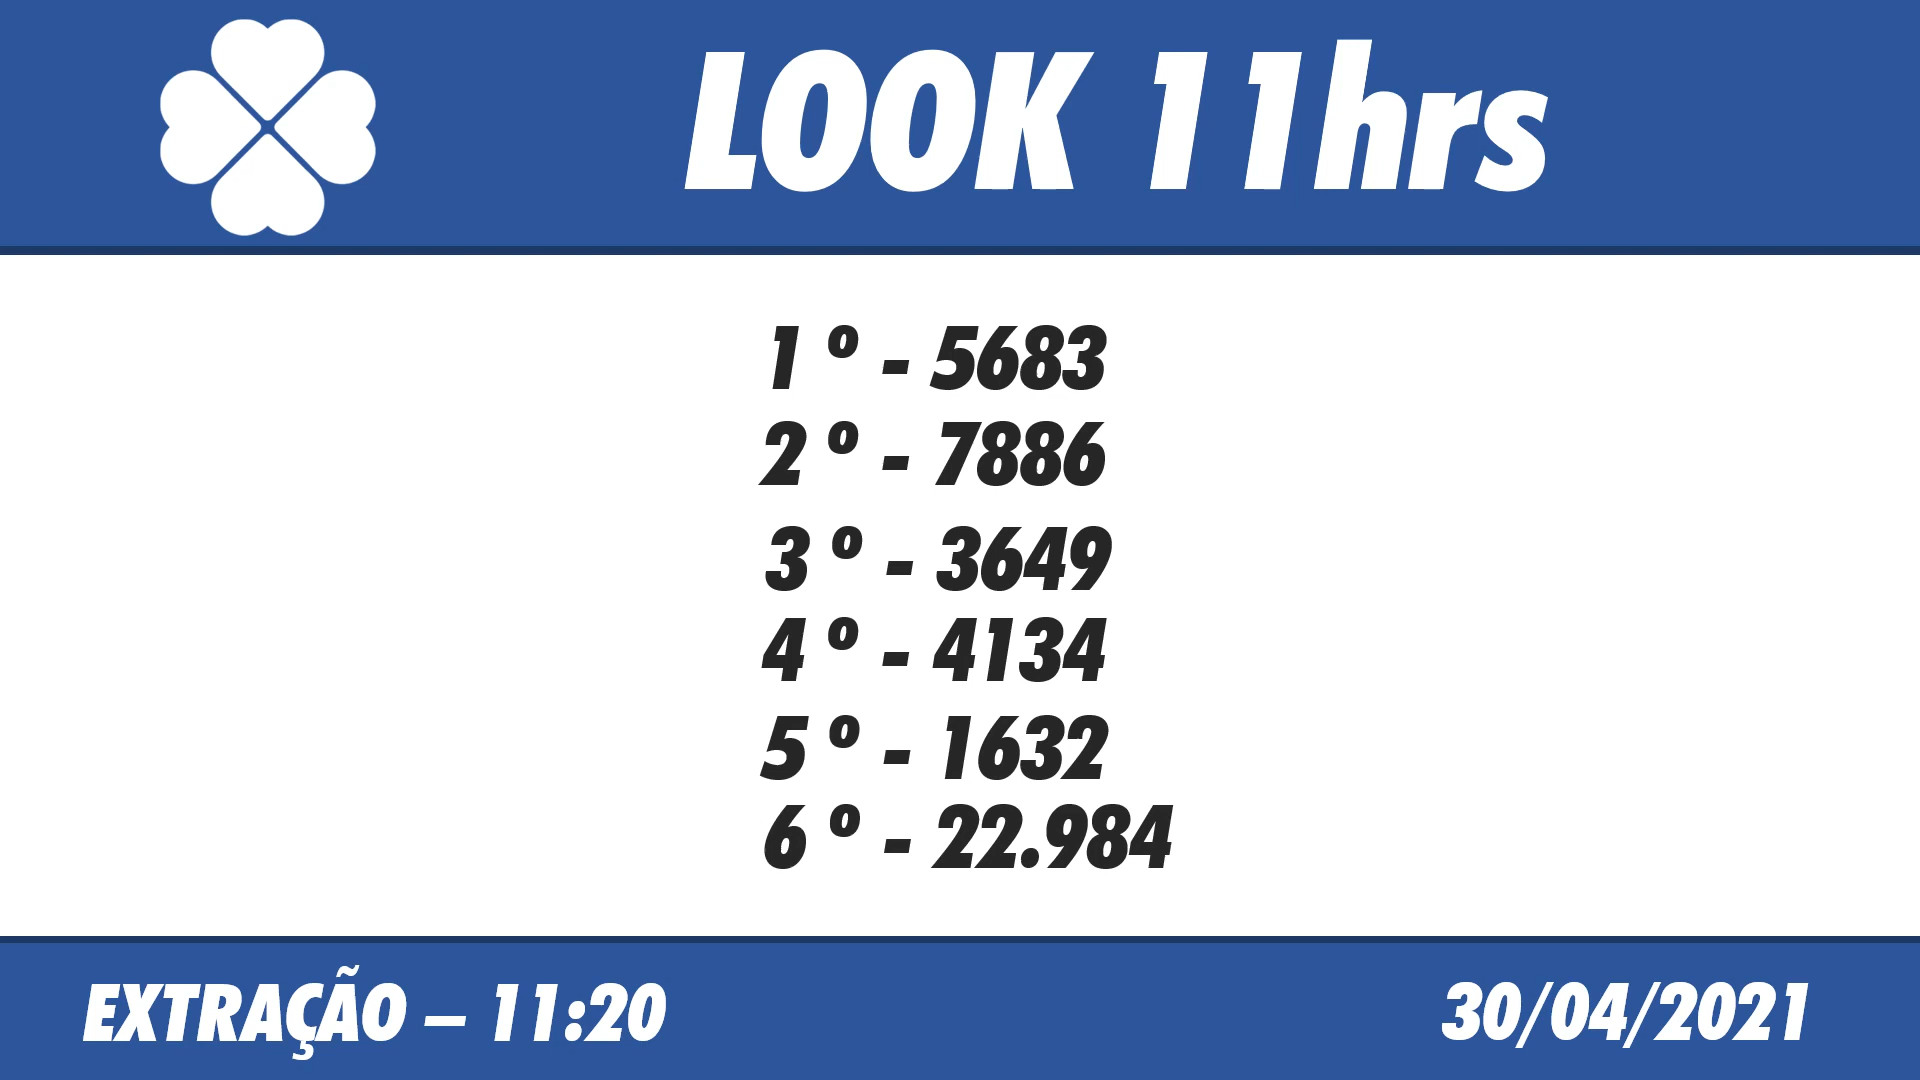 LOOK 11hrs
1 º - 5683
2 º - 7886
3 º - 3649
4 º - 4134
5 º - 1632
6 º - 22.984
EXTRAÇÃO – 11:20
30/04/2021